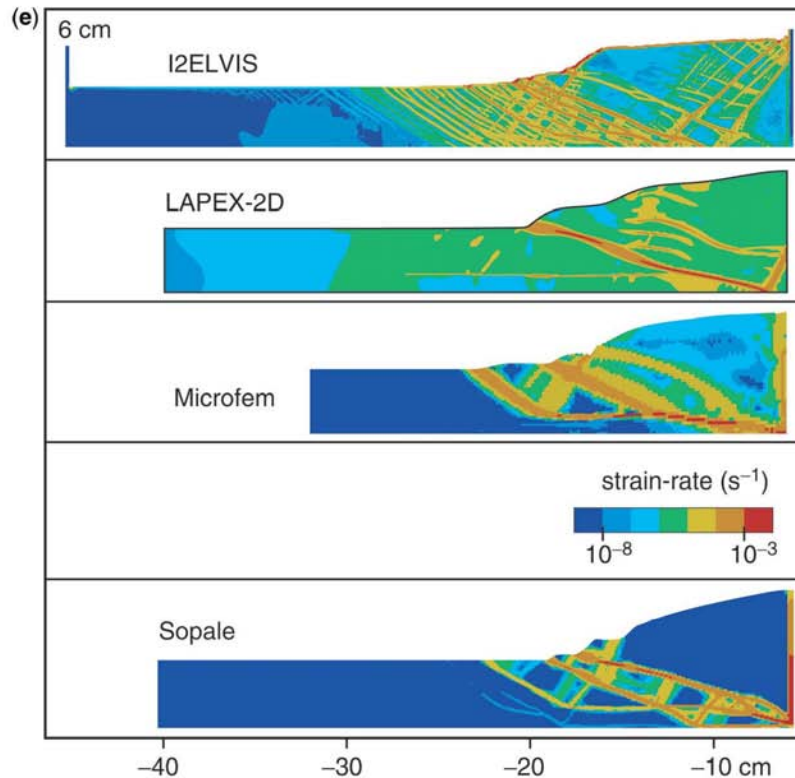 (e)
6 cm
I2ELVIS
LAPEX-2D
Microfem
strain-rate (s⁻¹)
10⁻⁸ 10⁻³
Sopale
−40 −30 −20 −10 cm